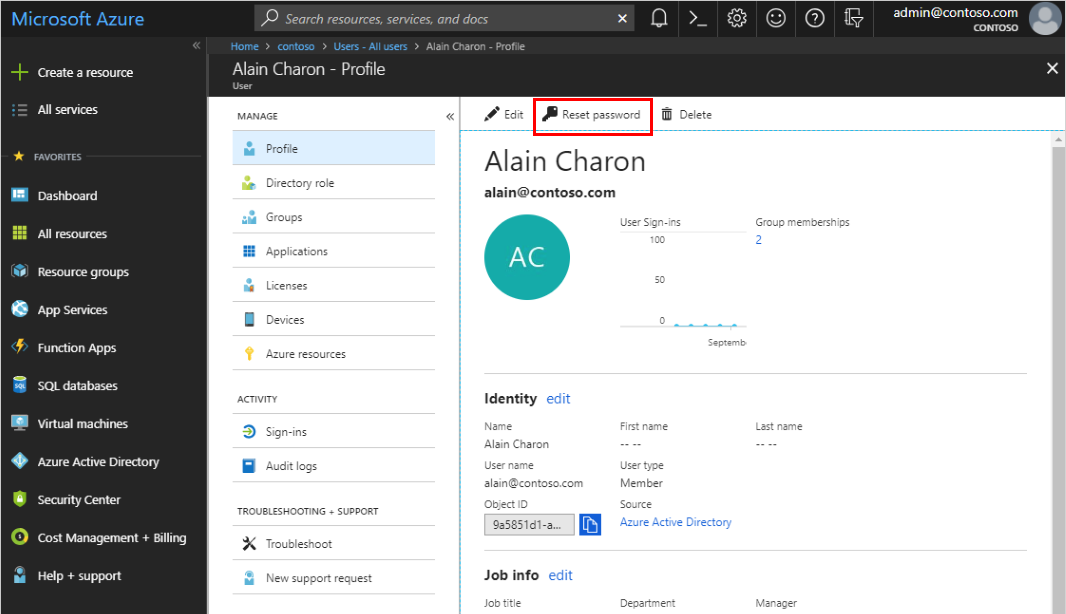 Microsoft Azure
Search resources, services, and docs
admin@contoso.com
CONTOSO
Home > contoso > Users - All users > Alain Charon - Profile
Alain Charon - Profile
User
Create a resource
All services
FAVORITES
Dashboard
All resources
Resource groups
App Services
Function Apps
SQL databases
Virtual machines
Azure Active Directory
Security Center
Cost Management + Billing
Help + support
MANAGE
Profile
Directory role
Groups
Applications
Licenses
Devices
Azure resources
ACTIVITY
Sign-ins
Audit logs
TROUBLESHOOTING + SUPPORT
Troubleshoot
New support request
Edit Reset password Delete
Alain Charon
alain@contoso.com
AC
User Sign-ins
100
50
0
Septemb
Group memberships
2
Identity edit
Name First name Last name
Alain Charon -- -- -- --
User name User type
alain@contoso.com Member
Object ID Source
9a5851d1-a... Azure Active Directory
Job info edit
Job title Department Manager